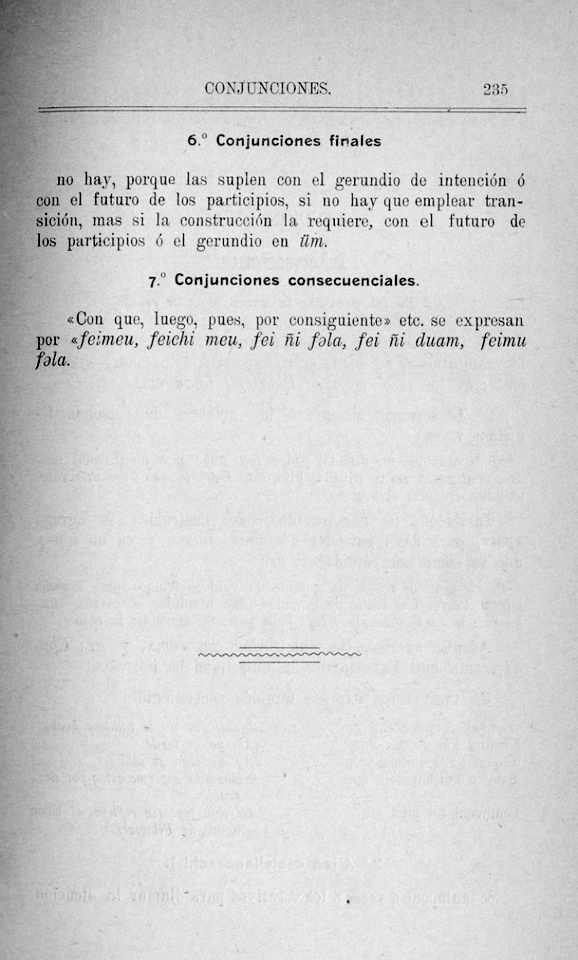 CONJUNCIONES. 235
6.° Conjunciones finales
no hay, porque las suplen con el gerundio de intención ó
con el futuro de los participios, si no hay que emplear tran-
sición, mas si la construcción la requiere, con el futuro de
los participios ó el gerundio en üm.
7.° Conjunciones consecuenciales.
«Con que, luego, pues, por consiguiente» etc. se expresan
por «feimeu, feichi meu, fei ñi fəla, fei ñi duam, feimu
fəla.